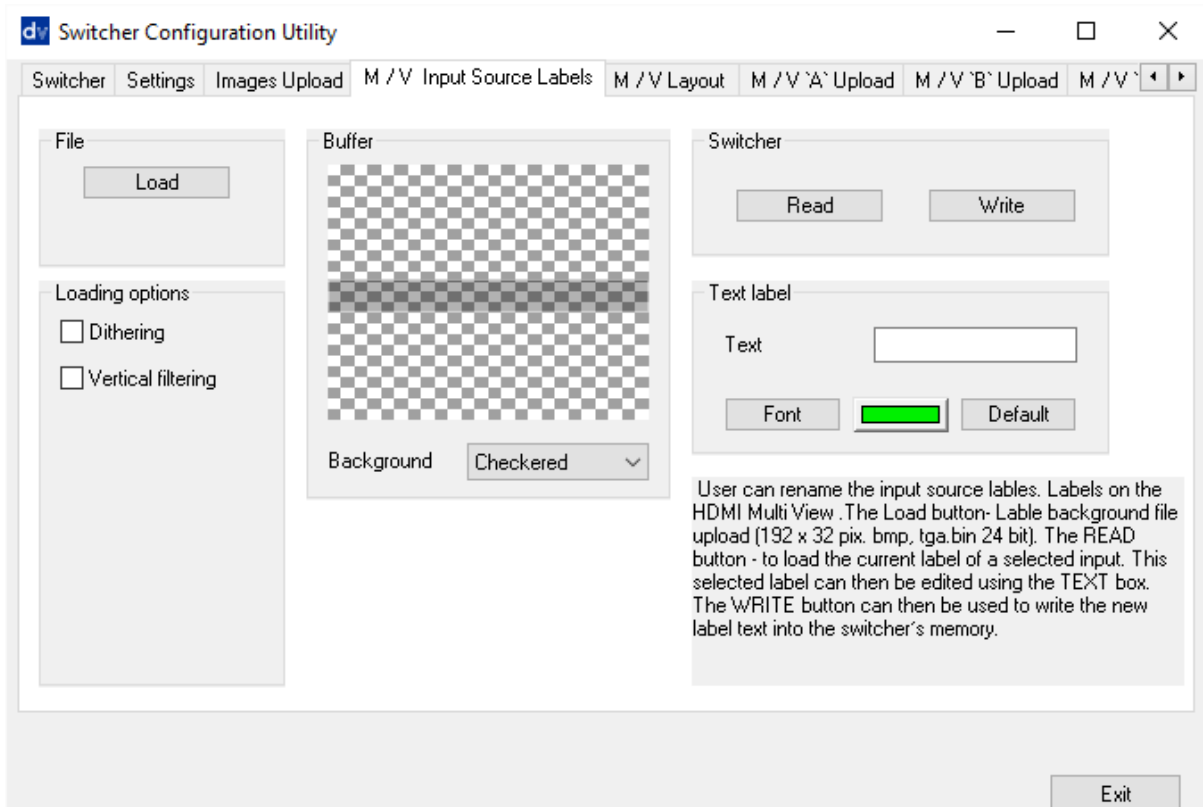 dv Switcher Configuration Utility
Switcher Settings Images Upload M / V Input Source Labels M / V Layout M / V `A` Upload M / V `B` Upload M / V `
File
Load
Buffer
Switcher
Read Write
Loading options
Dithering
Vertical filtering
Text label
Text
Font Default
Background Checkered
User can rename the input source lables. Labels on the
HDMI Multi View .The Load button- Lable background file
upload (192 x 32 pix. bmp, tga.bin 24 bit). The READ
button - to load the current label of a selected input. This
selected label can then be edited using the TEXT box.
The WRITE button can then be used to write the new
label text into the switcher´s memory.
Exit